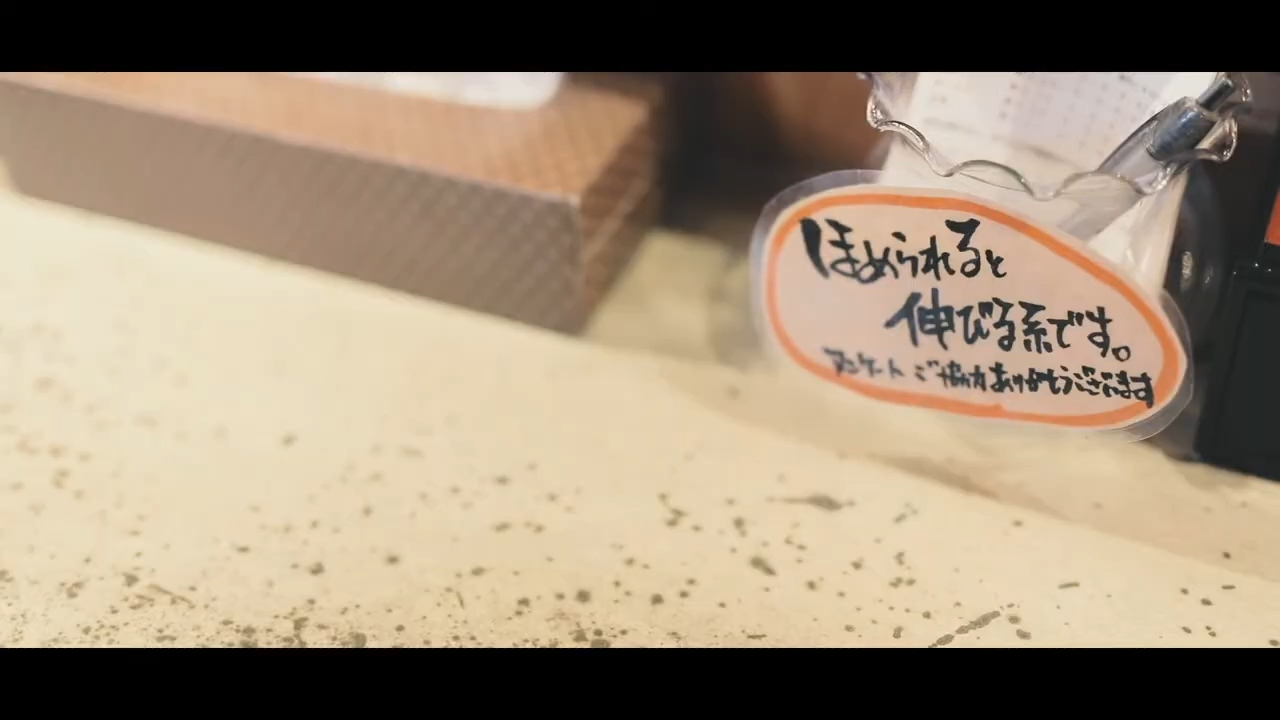 ほめられると
伸びる系です。
アンケートご協力ありがとうございます